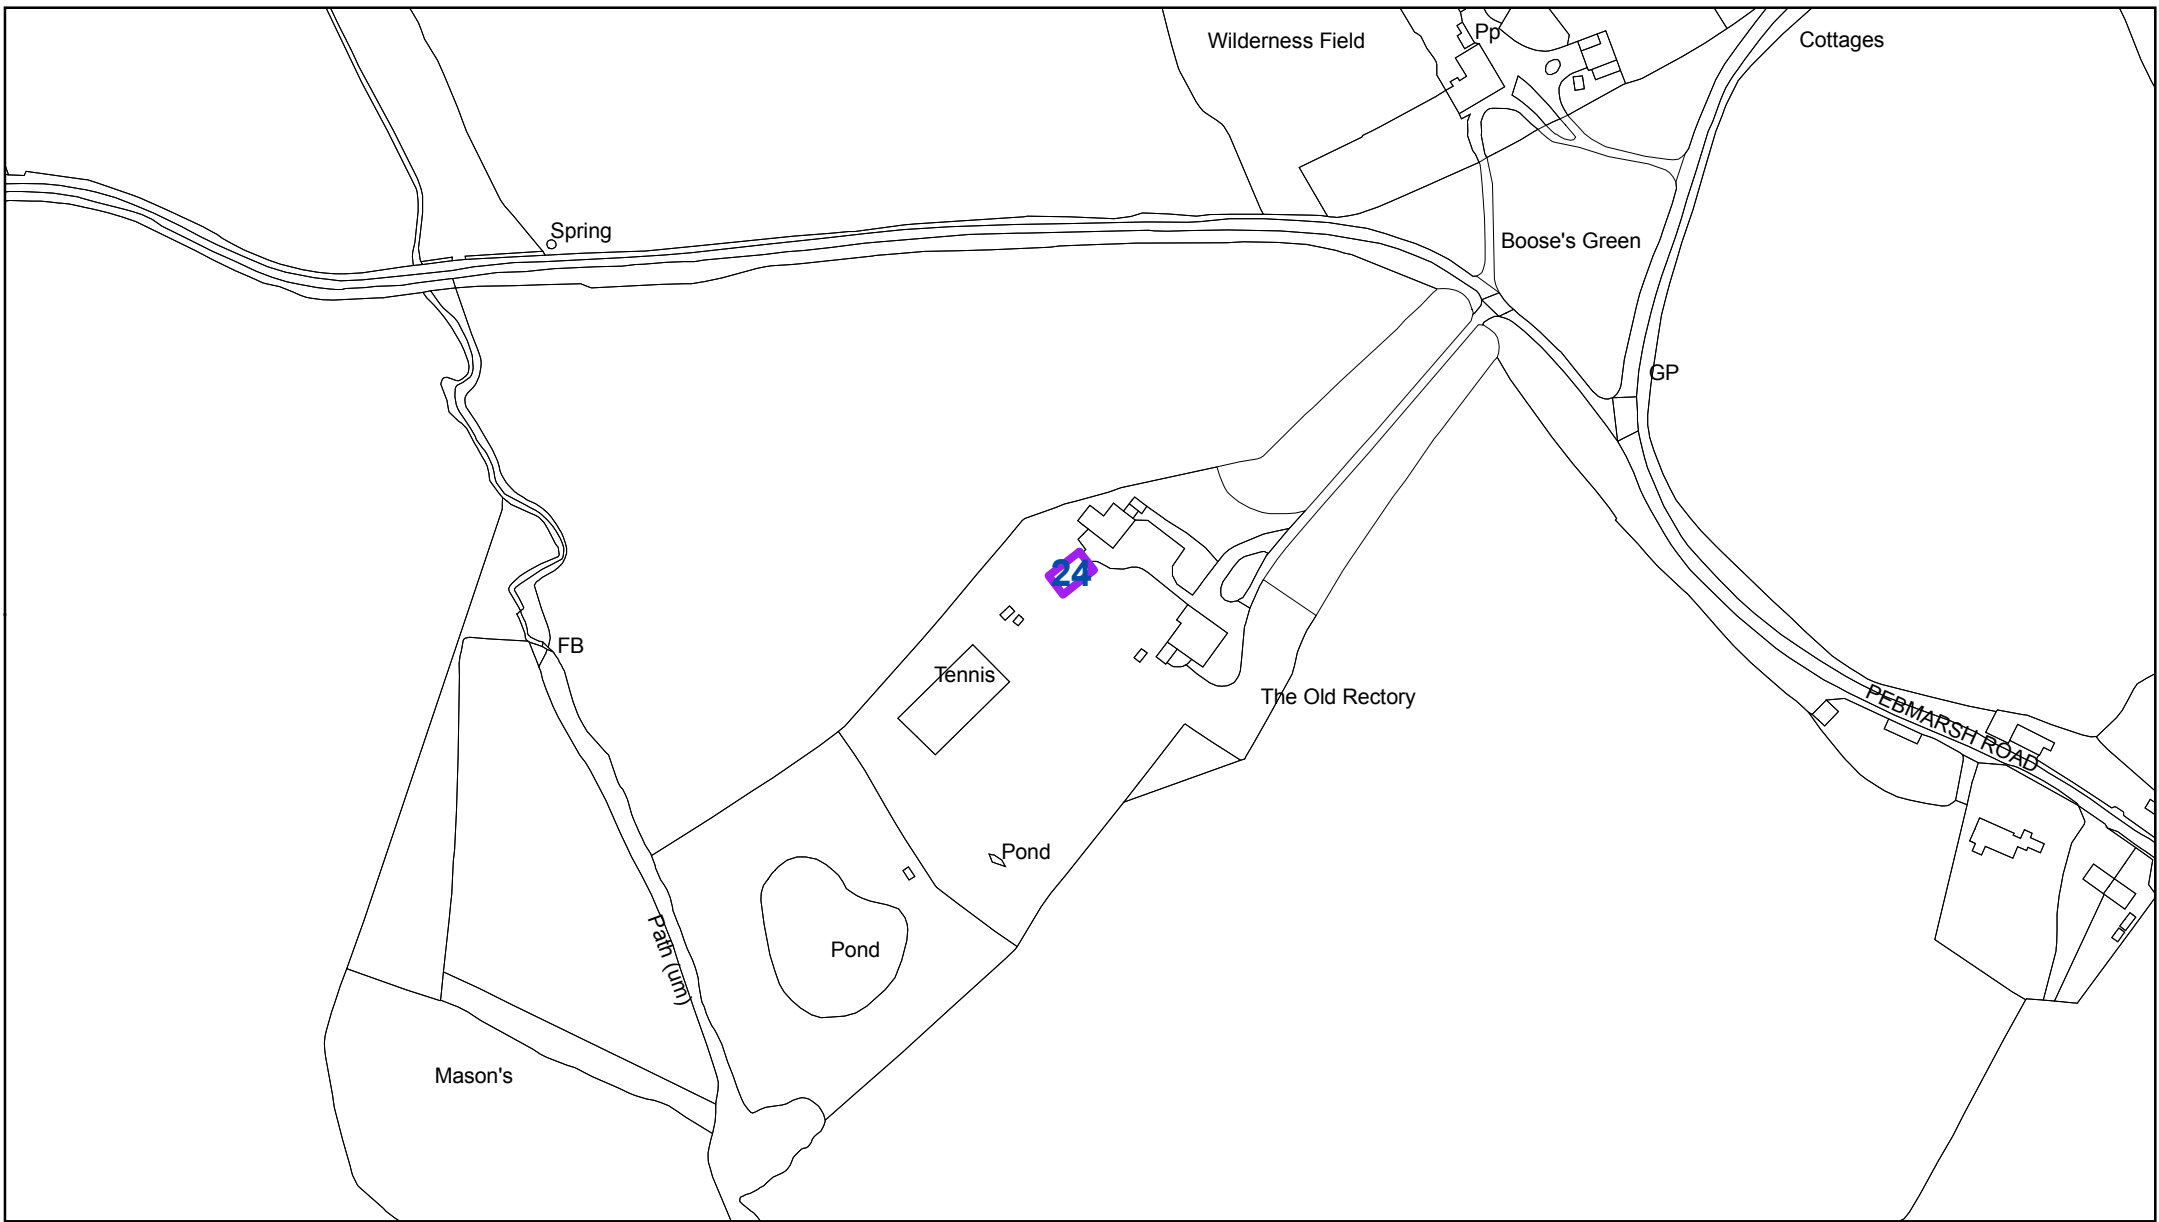 Wilderness Field
Pp
Cottages
Spring
Boose's Green
GP
24
FB
Tennis
The Old Rectory
PEBMARSH ROAD
Pond
Pond
Path (um)
Mason's